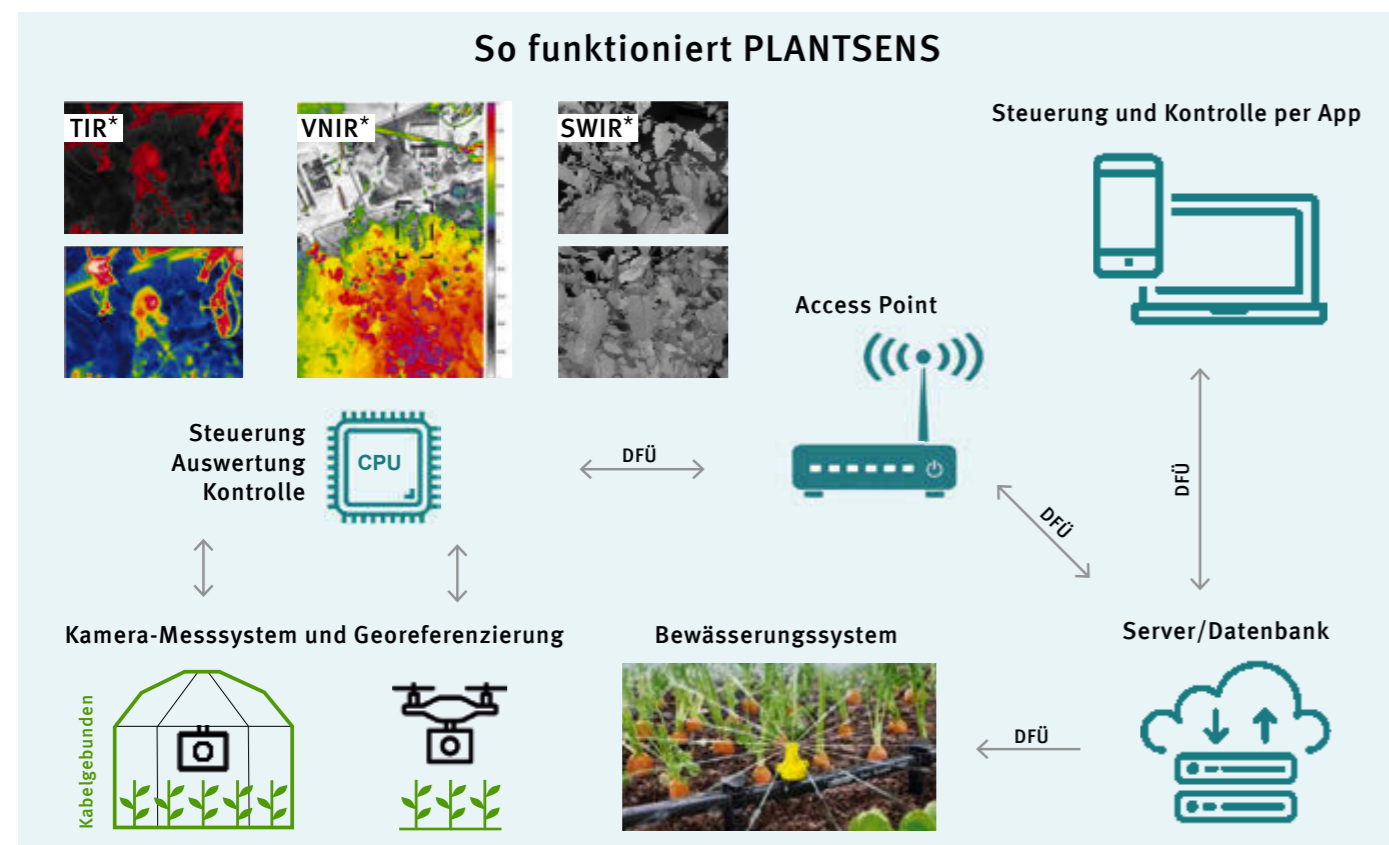 So funktioniert PLANTSENS
TIR*
VNIR*
SWIR*
Steuerung und Kontrolle per App
Access Point
Steuerung
Auswertung
Kontrolle
CPU
DFÜ
DFÜ
DFÜ
Kamera-Messsystem und Georeferenzierung
Kabelgebunden
Bewässerungssystem
DFÜ
Server/Datenbank